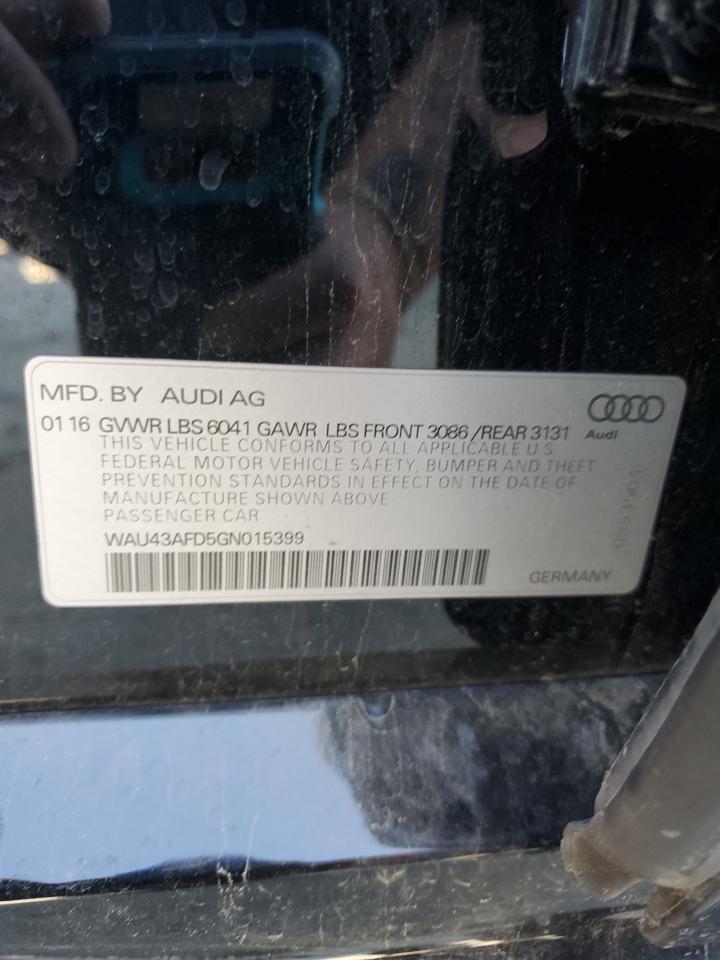 MFD. BY AUDI AG
01 16 GVWR LBS 6041 GAWR LBS FRONT 3086 /REAR 3131
Audi
THIS VEHICLE CONFORMS TO ALL APPLICABLE U S
FEDERAL MOTOR VEHICLE SAFETY, BUMPER AND THEFT
PREVENTION STANDARDS IN EFFECT ON THE DATE OF
MANUFACTURE SHOWN ABOVE
PASSENGER CAR
WAU43AFD5GN015399
GERMANY